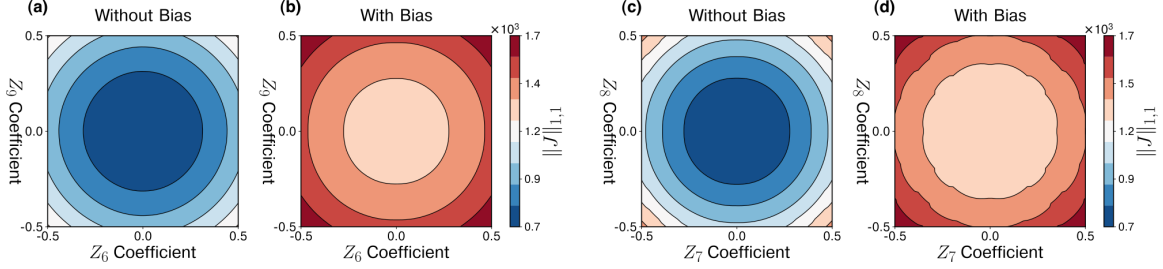 (a)
Without Bias
0.5
0.0
-0.5
-0.5
0.0
0.5
Z₉ Coefficient
Z₆ Coefficient
(b)
With Bias
0.5
0.0
-0.5
-0.5
0.0
0.5
Z₉ Coefficient
Z₆ Coefficient
×10³
1.7
1.4
1.2
0.9
0.7
||J||₁,₁
(c)
Without Bias
0.5
0.0
-0.5
-0.5
0.0
0.5
Z₈ Coefficient
Z₇ Coefficient
(d)
With Bias
0.5
0.0
-0.5
-0.5
0.0
0.5
Z₈ Coefficient
Z₇ Coefficient
×10³
1.7
1.4
1.2
0.9
0.7
||J||₁,₁